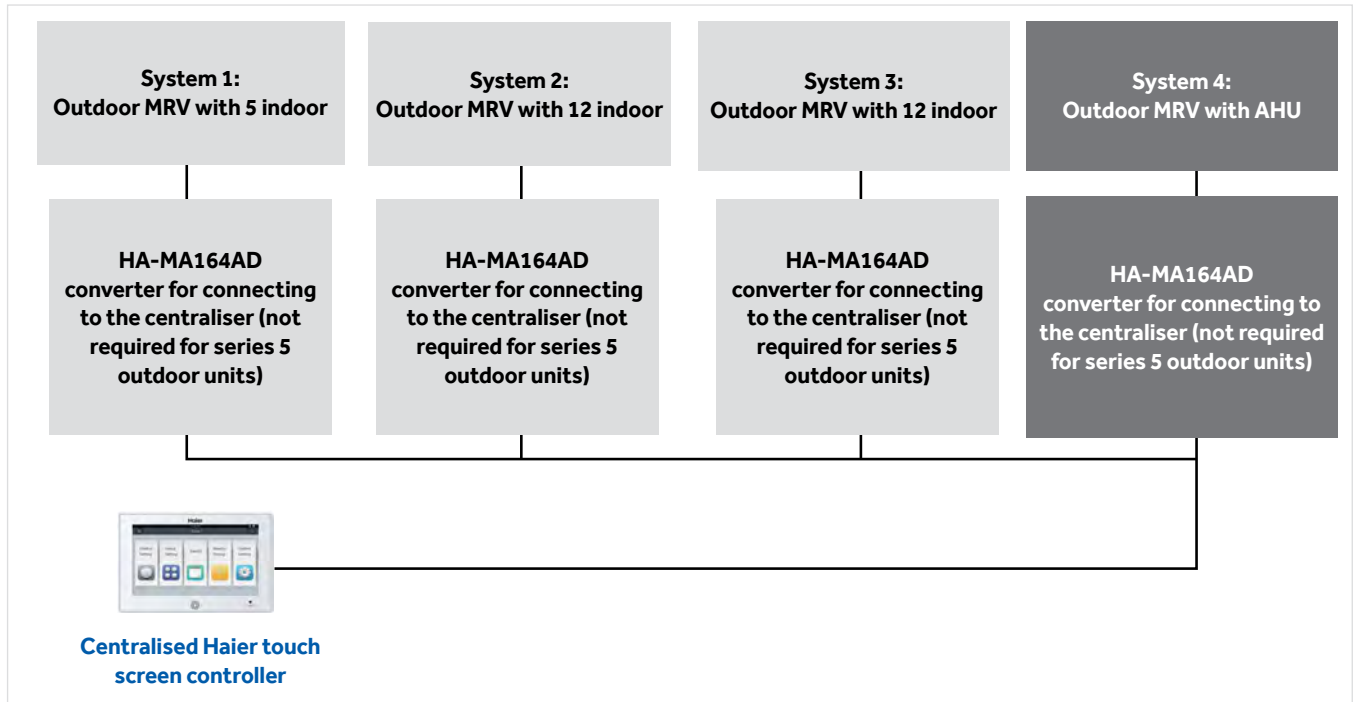 System 1:
Outdoor MRV with 5 indoor
System 2:
Outdoor MRV with 12 indoor
System 3:
Outdoor MRV with 12 indoor
System 4:
Outdoor MRV with AHU
HA-MA164AD
converter for connecting
to the centraliser (not
required for series 5
outdoor units)
HA-MA164AD
converter for connecting
to the centraliser (not
required for series 5
outdoor units)
HA-MA164AD
converter for connecting
to the centraliser (not
required for series 5
outdoor units)
HA-MA164AD
converter for connecting to
the centraliser (not required
for series 5 outdoor units)
Haier
Centralised Haier touch
screen controller